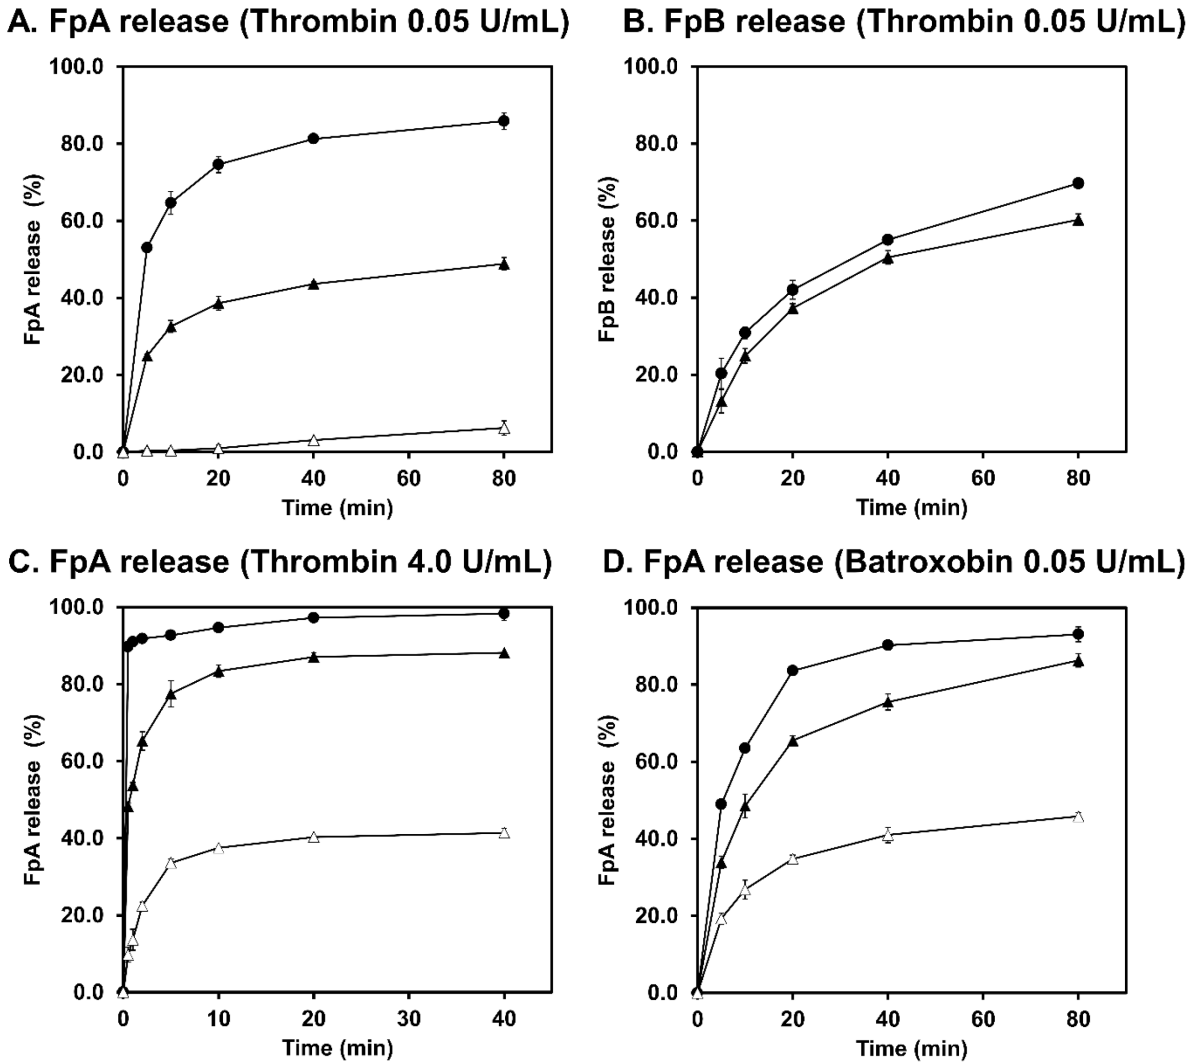 A. FpA release (Thrombin 0.05 U/mL)
100.0
80.0
60.0
40.0
20.0
0.0
FpA release (%)
0 20 40 60 80
Time (min)
B. FpB release (Thrombin 0.05 U/mL)
100.0
80.0
60.0
40.0
20.0
0.0
FpB release (%)
0 20 40 60 80
Time (min)
C. FpA release (Thrombin 4.0 U/mL)
100.0
80.0
60.0
40.0
20.0
0.0
FpA release (%)
0 10 20 30 40
Time (min)
D. FpA release (Batroxobin 0.05 U/mL)
100.0
80.0
60.0
40.0
20.0
0.0
FpA release (%)
0 20 40 60 80
Time (min)